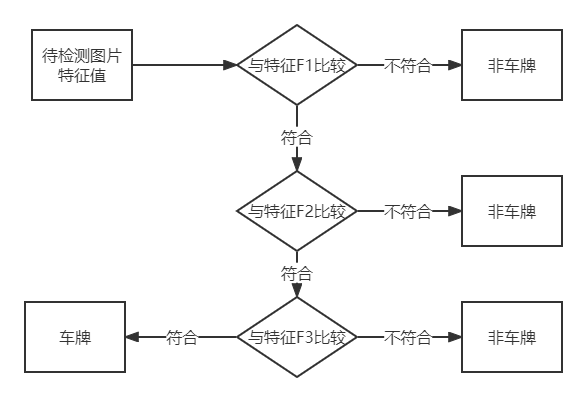 待检测图片
特征值
与特征F1比较
不符合
非车牌
符合
与特征F2比较
不符合
非车牌
符合
车牌
符合
与特征F3比较
不符合
非车牌